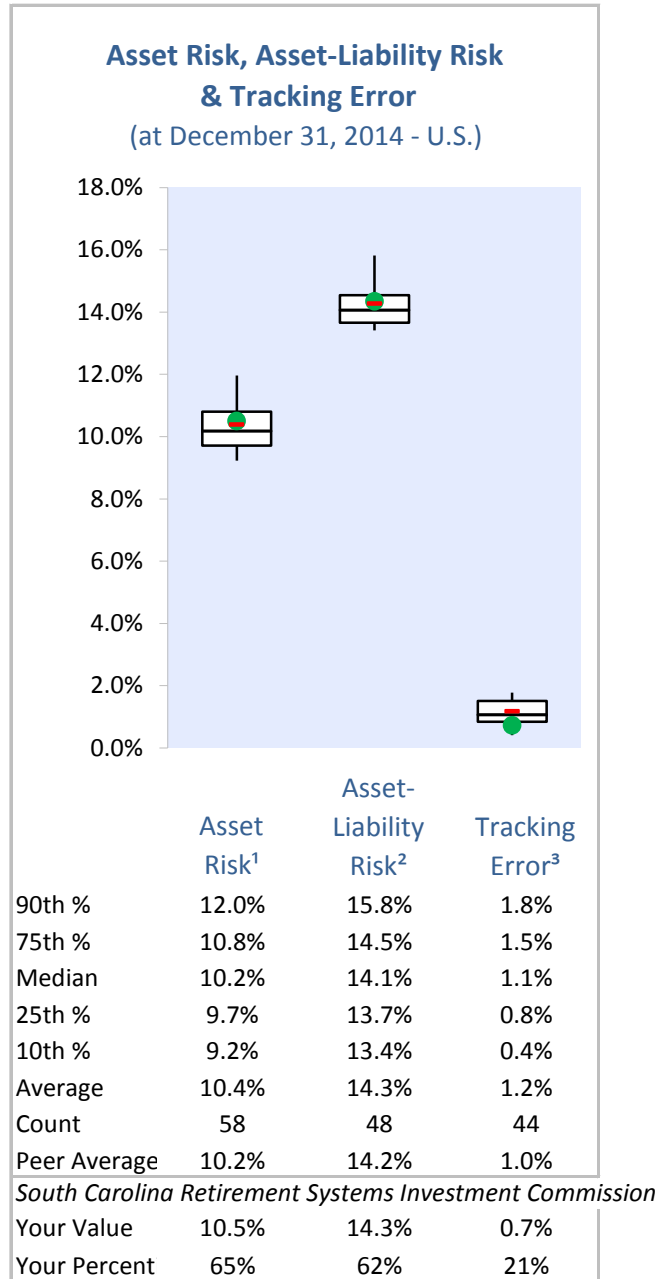 Asset Risk, Asset-Liability Risk
& Tracking Error
(at December 31, 2014 - U.S.)
18.0%
16.0%
14.0%
12.0%
10.0%
8.0%
6.0%
4.0%
2.0%
0.0%
Asset Risk¹ Asset-Liability Risk² Tracking Error³
90th % 12.0% 15.8% 1.8%
75th % 10.8% 14.5% 1.5%
Median 10.2% 14.1% 1.1%
25th % 9.7% 13.7% 0.8%
10th % 9.2% 13.4% 0.4%
Average 10.4% 14.3% 1.2%
Count 58 48 44
Peer Average 10.2% 14.2% 1.0%
South Carolina Retirement Systems Investment Commission
Your Value 10.5% 14.3% 0.7%
Your Percent 65% 62% 21%